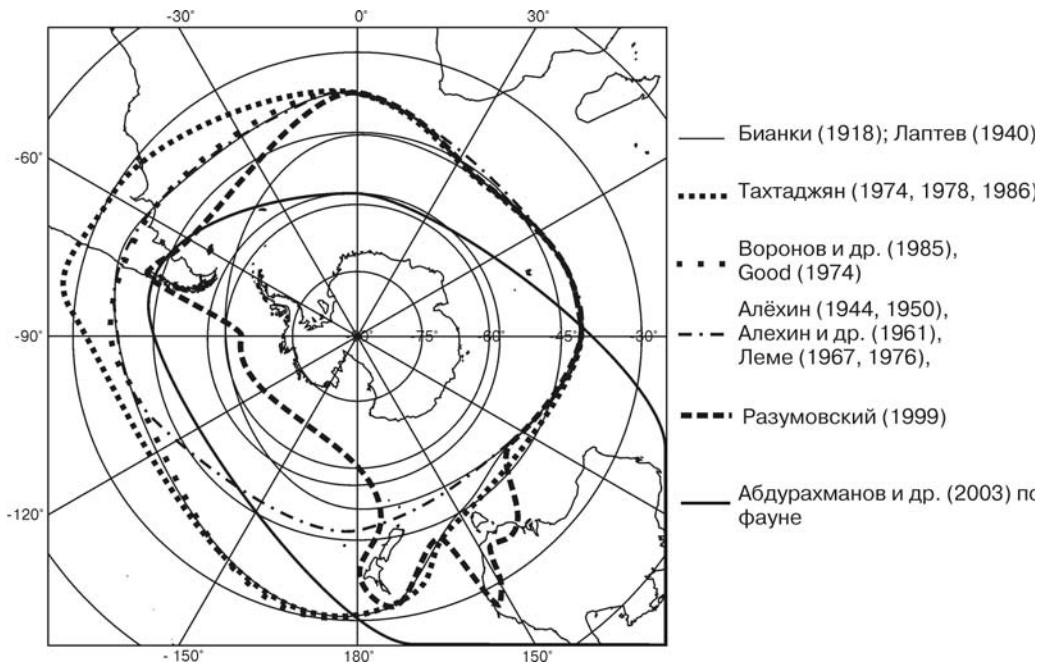 -30°
0°
30°
-60°
-90°
-120°
- 150°
180°
150°
0°
-75°
-60°
-45°
-30°
Бианки (1918); Лаптев (1940)
Тахтаджян (1974, 1978, 1986)
Воронов и др. (1985),
Good (1974)
Алёхин (1944, 1950),
Алехин и др. (1961),
Леме (1967, 1976),
Разумовский (1999)
Абдурахманов и др. (2003) по
фауне